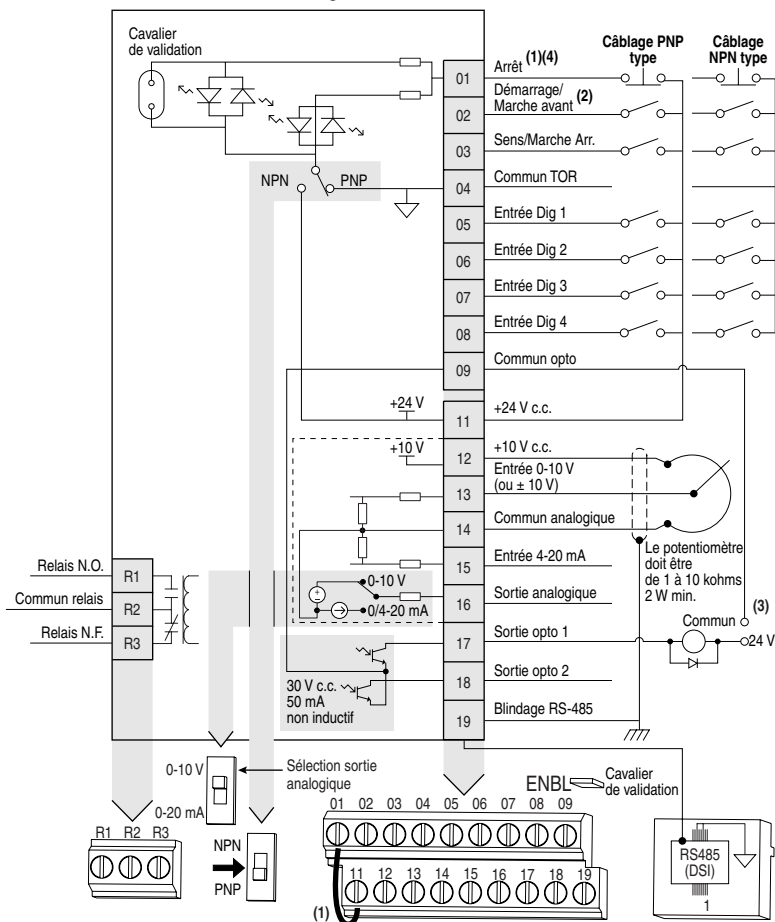 Cavalier
de validation
NPN
PNP
+24 V
+10 V
0-10 V
0/4-20 mA
30 V c.c.
50 mA
non inductif
Relais N.O.
Commun relais
Relais N.F.
R1
R2
R3
01
02
03
04
05
06
07
08
09
11
12
13
14
15
16
17
18
19
Arrêt (1)(4)
Démarrage/
Marche avant (2)
Sens/Marche Arr.
Commun TOR
Entrée Dig 1
Entrée Dig 2
Entrée Dig 3
Entrée Dig 4
Commun opto
+24 V c.c.
+10 V c.c.
Entrée 0-10 V
(ou ± 10 V)
Commun analogique
Entrée 4-20 mA
Sortie analogique
Sortie opto 1
Sortie opto 2
Blindage RS-485
Câblage PNP
type
Câblage
NPN type
Le potentiomètre
doit être
de 1 à 10 kohms
2 W min.
Commun
(3)
24 V
0-10 V
0-20 mA
Sélection sortie
analogique
R1 R2 R3
NPN
PNP
ENBL
Cavalier
de validation
01 02 03 04 05 06 07 08 09
11 12 13 14 15 16 17 18 19
(1)
RS485
(DSI)
1